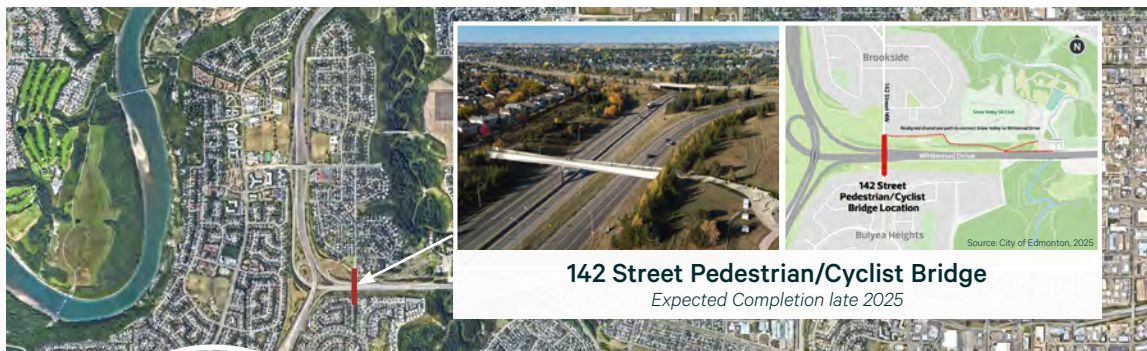 N
Brookside
142 Street NW
Snow Valley Ski Club
Realigned shared use path to connect Snow Valley to Whitemud Drive
Whitemud Drive
142 Street
Pedestrian/Cyclist
Bridge Location
Bulyea Heights
Source: City of Edmonton, 2025
142 Street Pedestrian/Cyclist Bridge
Expected Completion late 2025